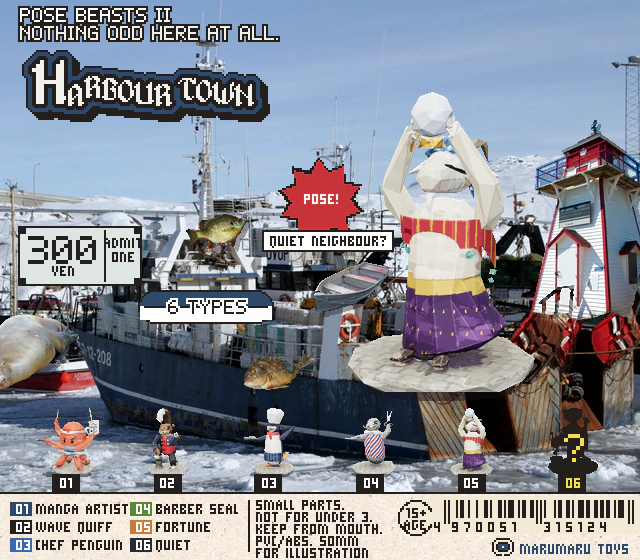 POSE BEASTS II
NOTHING ODD HERE AT ALL.
HARBOUR TOWN
POSE!
QUIET NEIGHBOUR?
300
YEN
ADMIT
ONE
6 TYPES
12-208
01
02
03
04
05
?
06
01 MANGA ARTIST
02 WAVE QUIFF
03 CHEF PENGUIN
04 BARBER SEAL
05 FORTUNE
06 QUIET
SMALL PARTS.
NOT FOR UNDER 3.
KEEP FROM MOUTH.
PVC/ABS. 50MM
FOR ILLUSTRATION
15+
AGE
4 970051 315124
MARUMARU TOYS